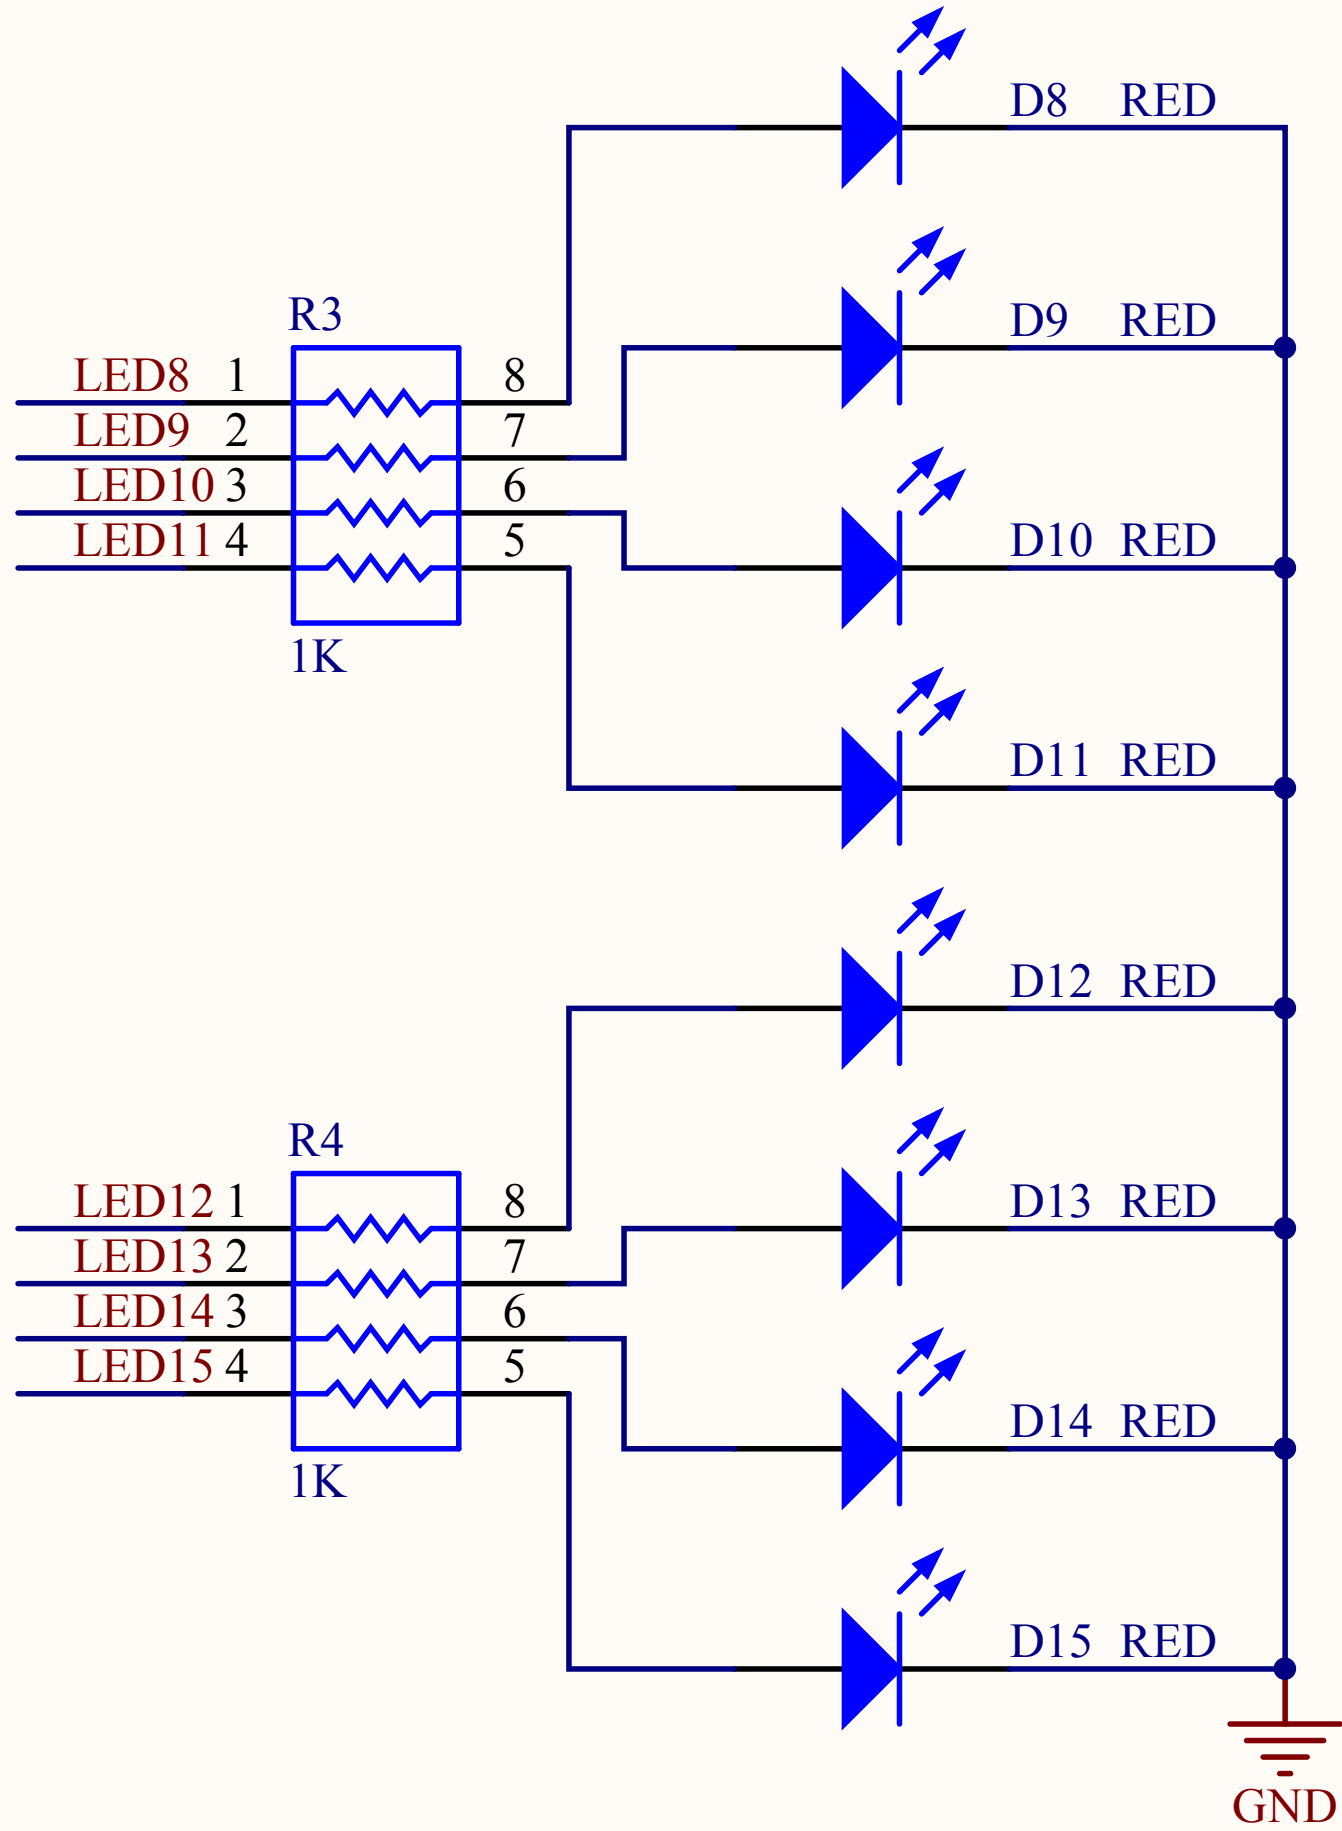 D8 RED
D9 RED
R3
LED8 1 8
LED9 2 7
LED10 3 6
LED11 4 5
D10 RED
1K
D11 RED
D12 RED
R4
LED12 1 8
D13 RED
LED13 2 7
LED14 3 6
LED15 4 5
D14 RED
1K
D15 RED
GND